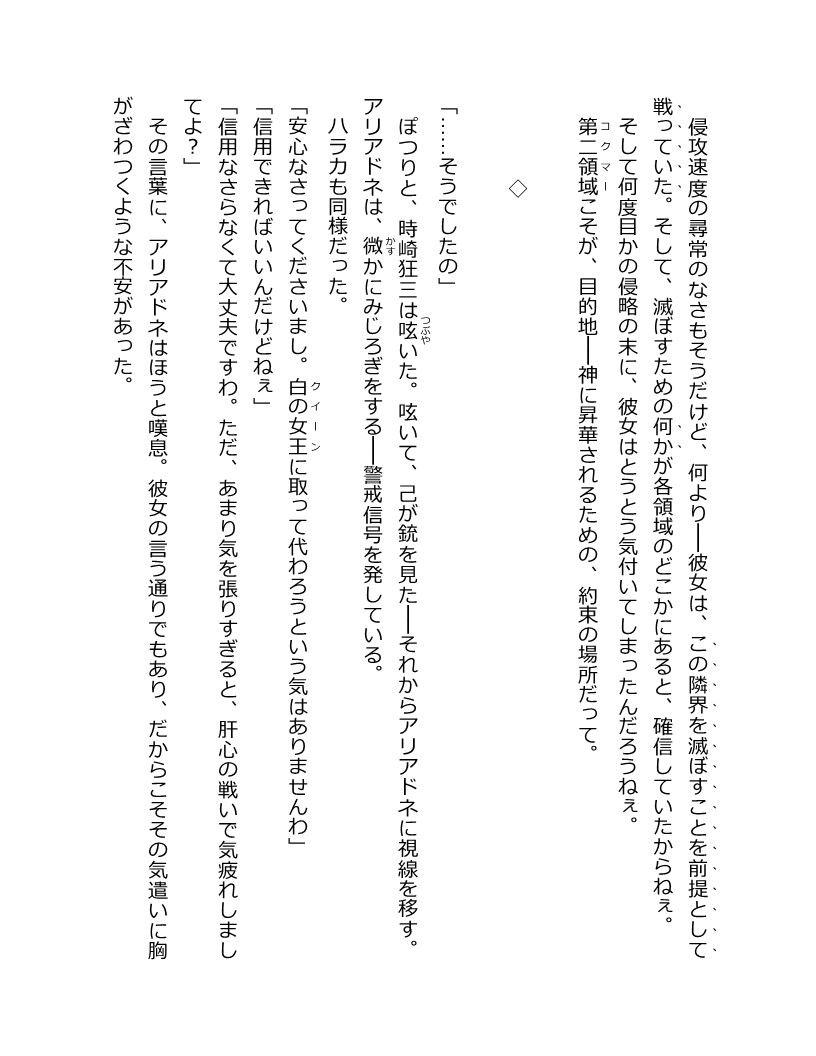 侵攻速度の尋常のなさもそうだけど、何より──彼女は、この隣界を滅ぼすことを前提として
戦っていた。そして、滅ぼすための何かが各領域のどこかにあると、確信していたからねぇ。
そして何度目かの侵略の末に、彼女はとうとう気付いてしまったんだろうねぇ。
第二領域コクマーこそが、目的地──神に昇華されるための、約束の場所だって。
◇
「……そうでしたの」
ぽつりと、時崎狂三は呟つぶやいた。呟いて、己が銃を見た──それからアリアドネに視線を移す。
アリアドネは、微かすかにみじろぎをする──警戒信号を発している。
ハラカも同様だった。
「安心なさってくださいまし。白の女王クイーンに取って代わろうという気はありませんわ」
「信用できればいいんだけどねぇ」
「信用なさらなくて大丈夫ですわ。ただ、あまり気を張りすぎると、肝心の戦いで気疲れしまし
てよ？」
その言葉に、アリアドネはほうと嘆息。彼女の言う通りでもあり、だからこそその気遣いに胸
がざわつくような不安があった。